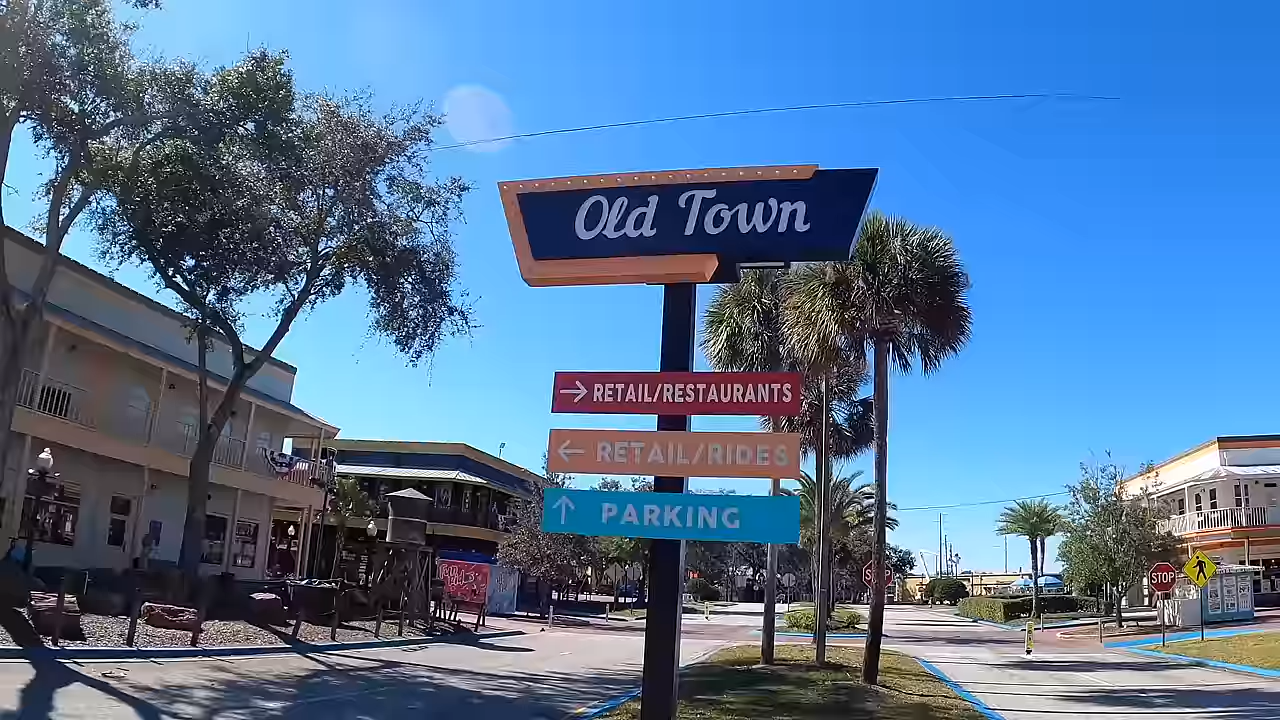 Old Town
→ RETAIL/RESTAURANTS
← RETAIL/RIDES
↑ PARKING
STOP